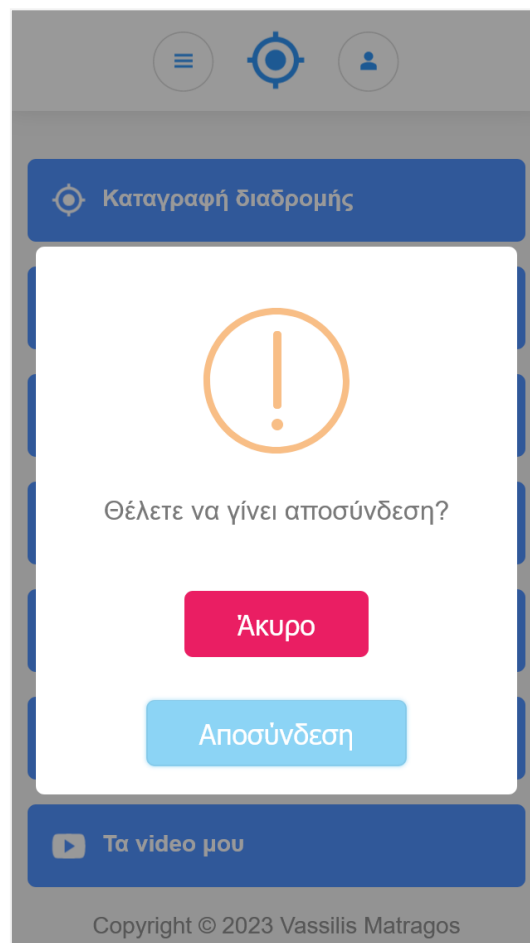 Καταγραφή διαδρομής
Θέλετε να γίνει αποσύνδεση?
Άκυρο
Αποσύνδεση
Τα video μου
Copyright © 2023 Vassilis Matragos